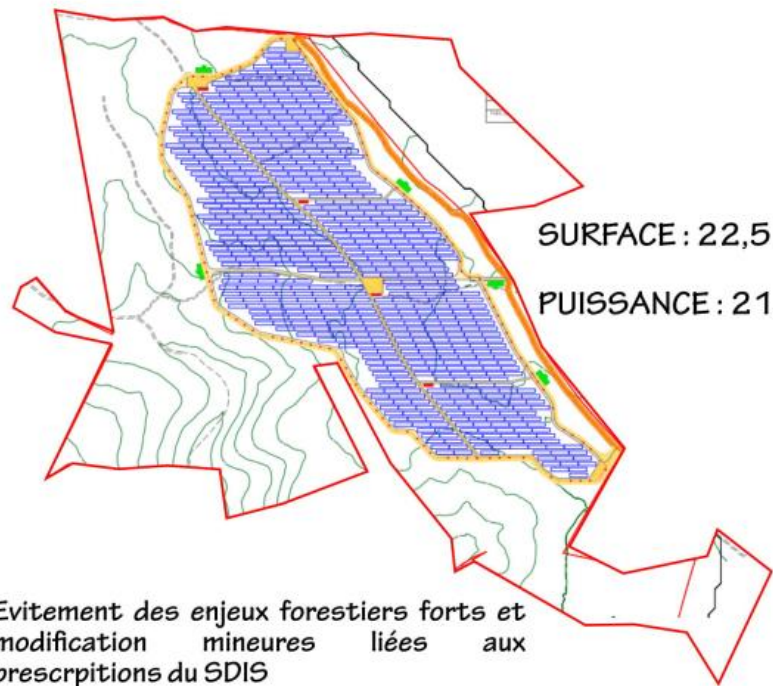 SURFACE : 22,5
PUISSANCE : 21
Evitement des enjeux forestiers forts et
modification mineures liées aux
prescrpitions du SDIS